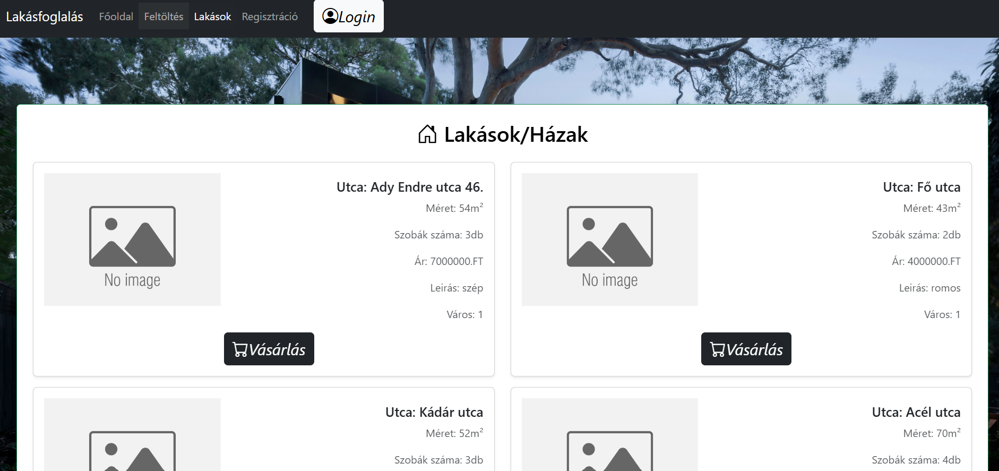 Lakásfoglalás Főoldal Feltöltés Lakások Regisztráció Login
Lakások/Házak
No image
Utca: Ady Endre utca 46.
Méret: 54m²
Szobák száma: 3db
Ár: 7000000.FT
Leirás: szép
Város: 1
Vásárlás
No image
Utca: Fő utca
Méret: 43m²
Szobák száma: 2db
Ár: 4000000.FT
Leirás: romos
Város: 1
Vásárlás
Utca: Kádár utca
Méret: 52m²
Szobák száma: 3db
Utca: Acél utca
Méret: 70m²
Szobák száma: 4db